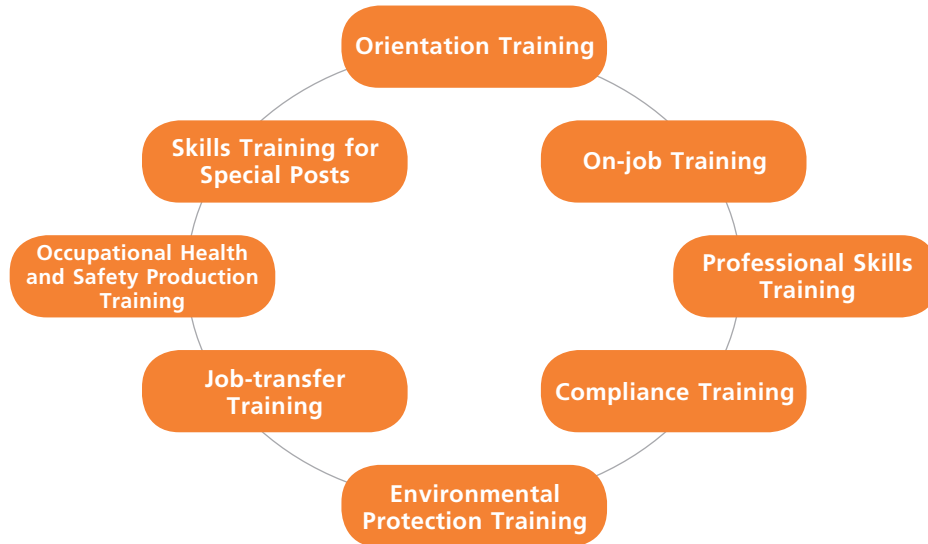 Orientation Training
Skills Training for
Special Posts
On-job Training
Occupational Health
and Safety Production
Training
Professional Skills
Training
Job-transfer
Training
Compliance Training
Environmental
Protection Training